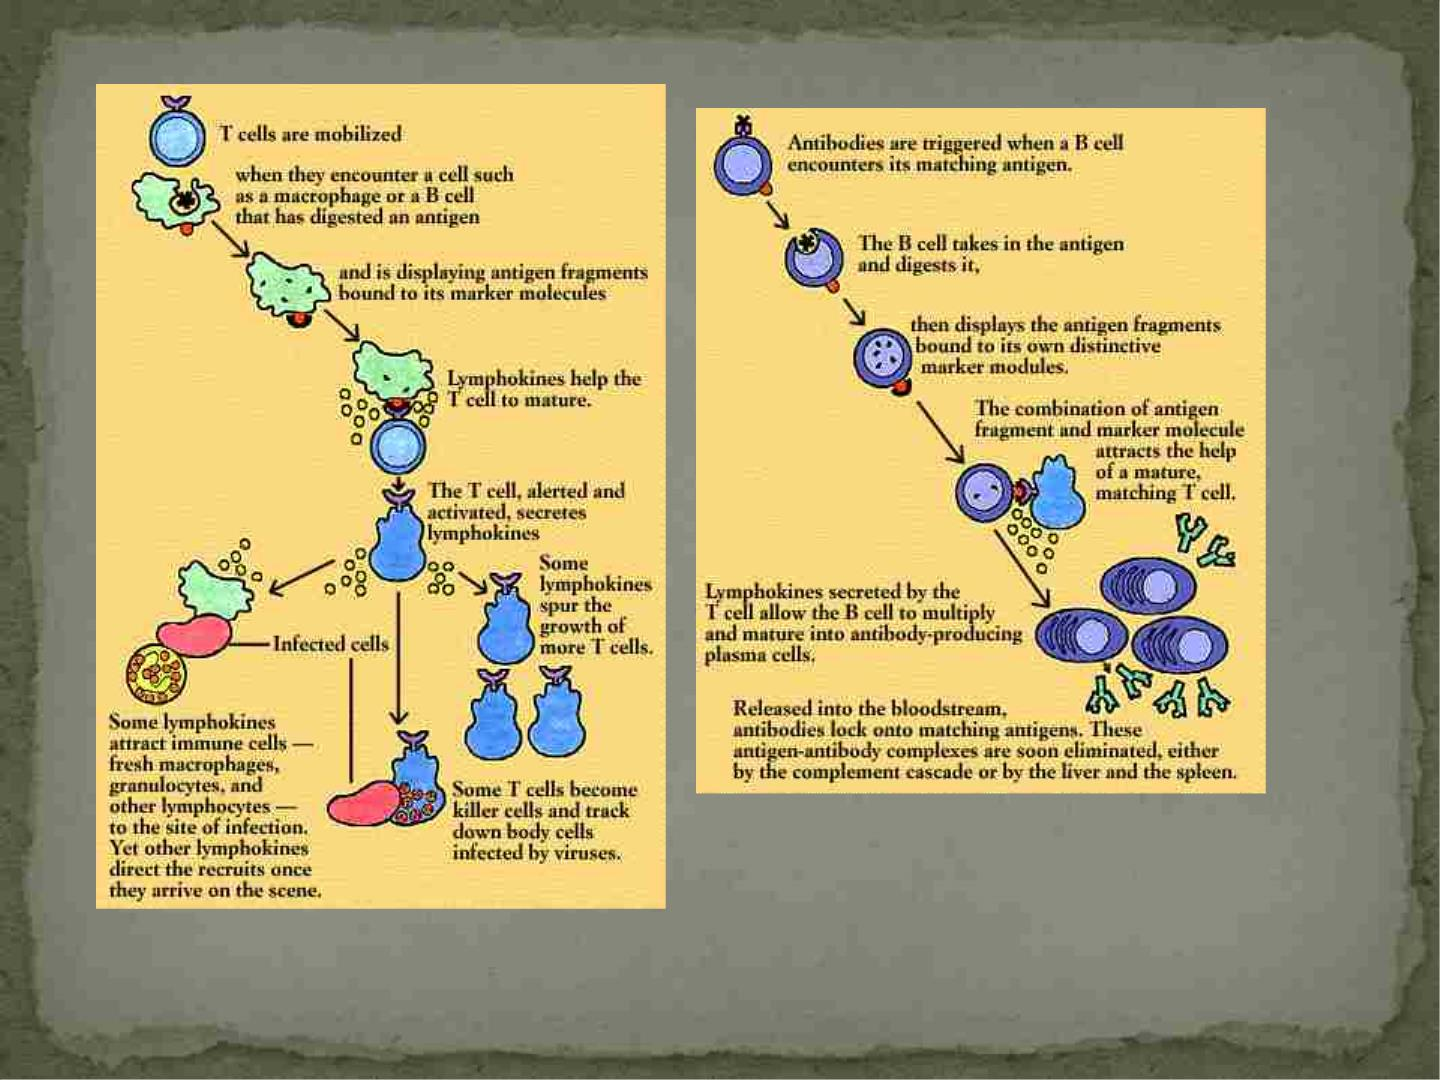 T cells are mobilized
when they encounter a cell such
as a macrophage or a B cell
that has digested an antigen
and is displaying antigen fragments
bound to its marker molecules
Lymphokines help the
T cell to mature.
The T cell, alerted and
activated, secretes
lymphokines
Some
lymphokines
spur the
growth of
more T cells.
Infected cells
Some lymphokines
attract immune cells —
fresh macrophages,
granulocytes, and
other lymphocytes —
to the site of infection.
Yet other lymphokines
direct the recruits once
they arrive on the scene.
Some T cells become
killer cells and track
down body cells
infected by viruses.
Antibodies are triggered when a B cell
encounters its matching antigen.
The B cell takes in the antigen
and digests it,
then displays the antigen fragments
bound to its own distinctive
marker modules.
The combination of antigen
fragment and marker molecule
attracts the help
of a mature,
matching T cell.
Lymphokines secreted by the
T cell allow the B cell to multiply
and mature into antibody-producing
plasma cells.
Released into the bloodstream,
antibodies lock onto matching antigens. These
antigen-antibody complexes are soon eliminated, either
by the complement cascade or by the liver and the spleen.